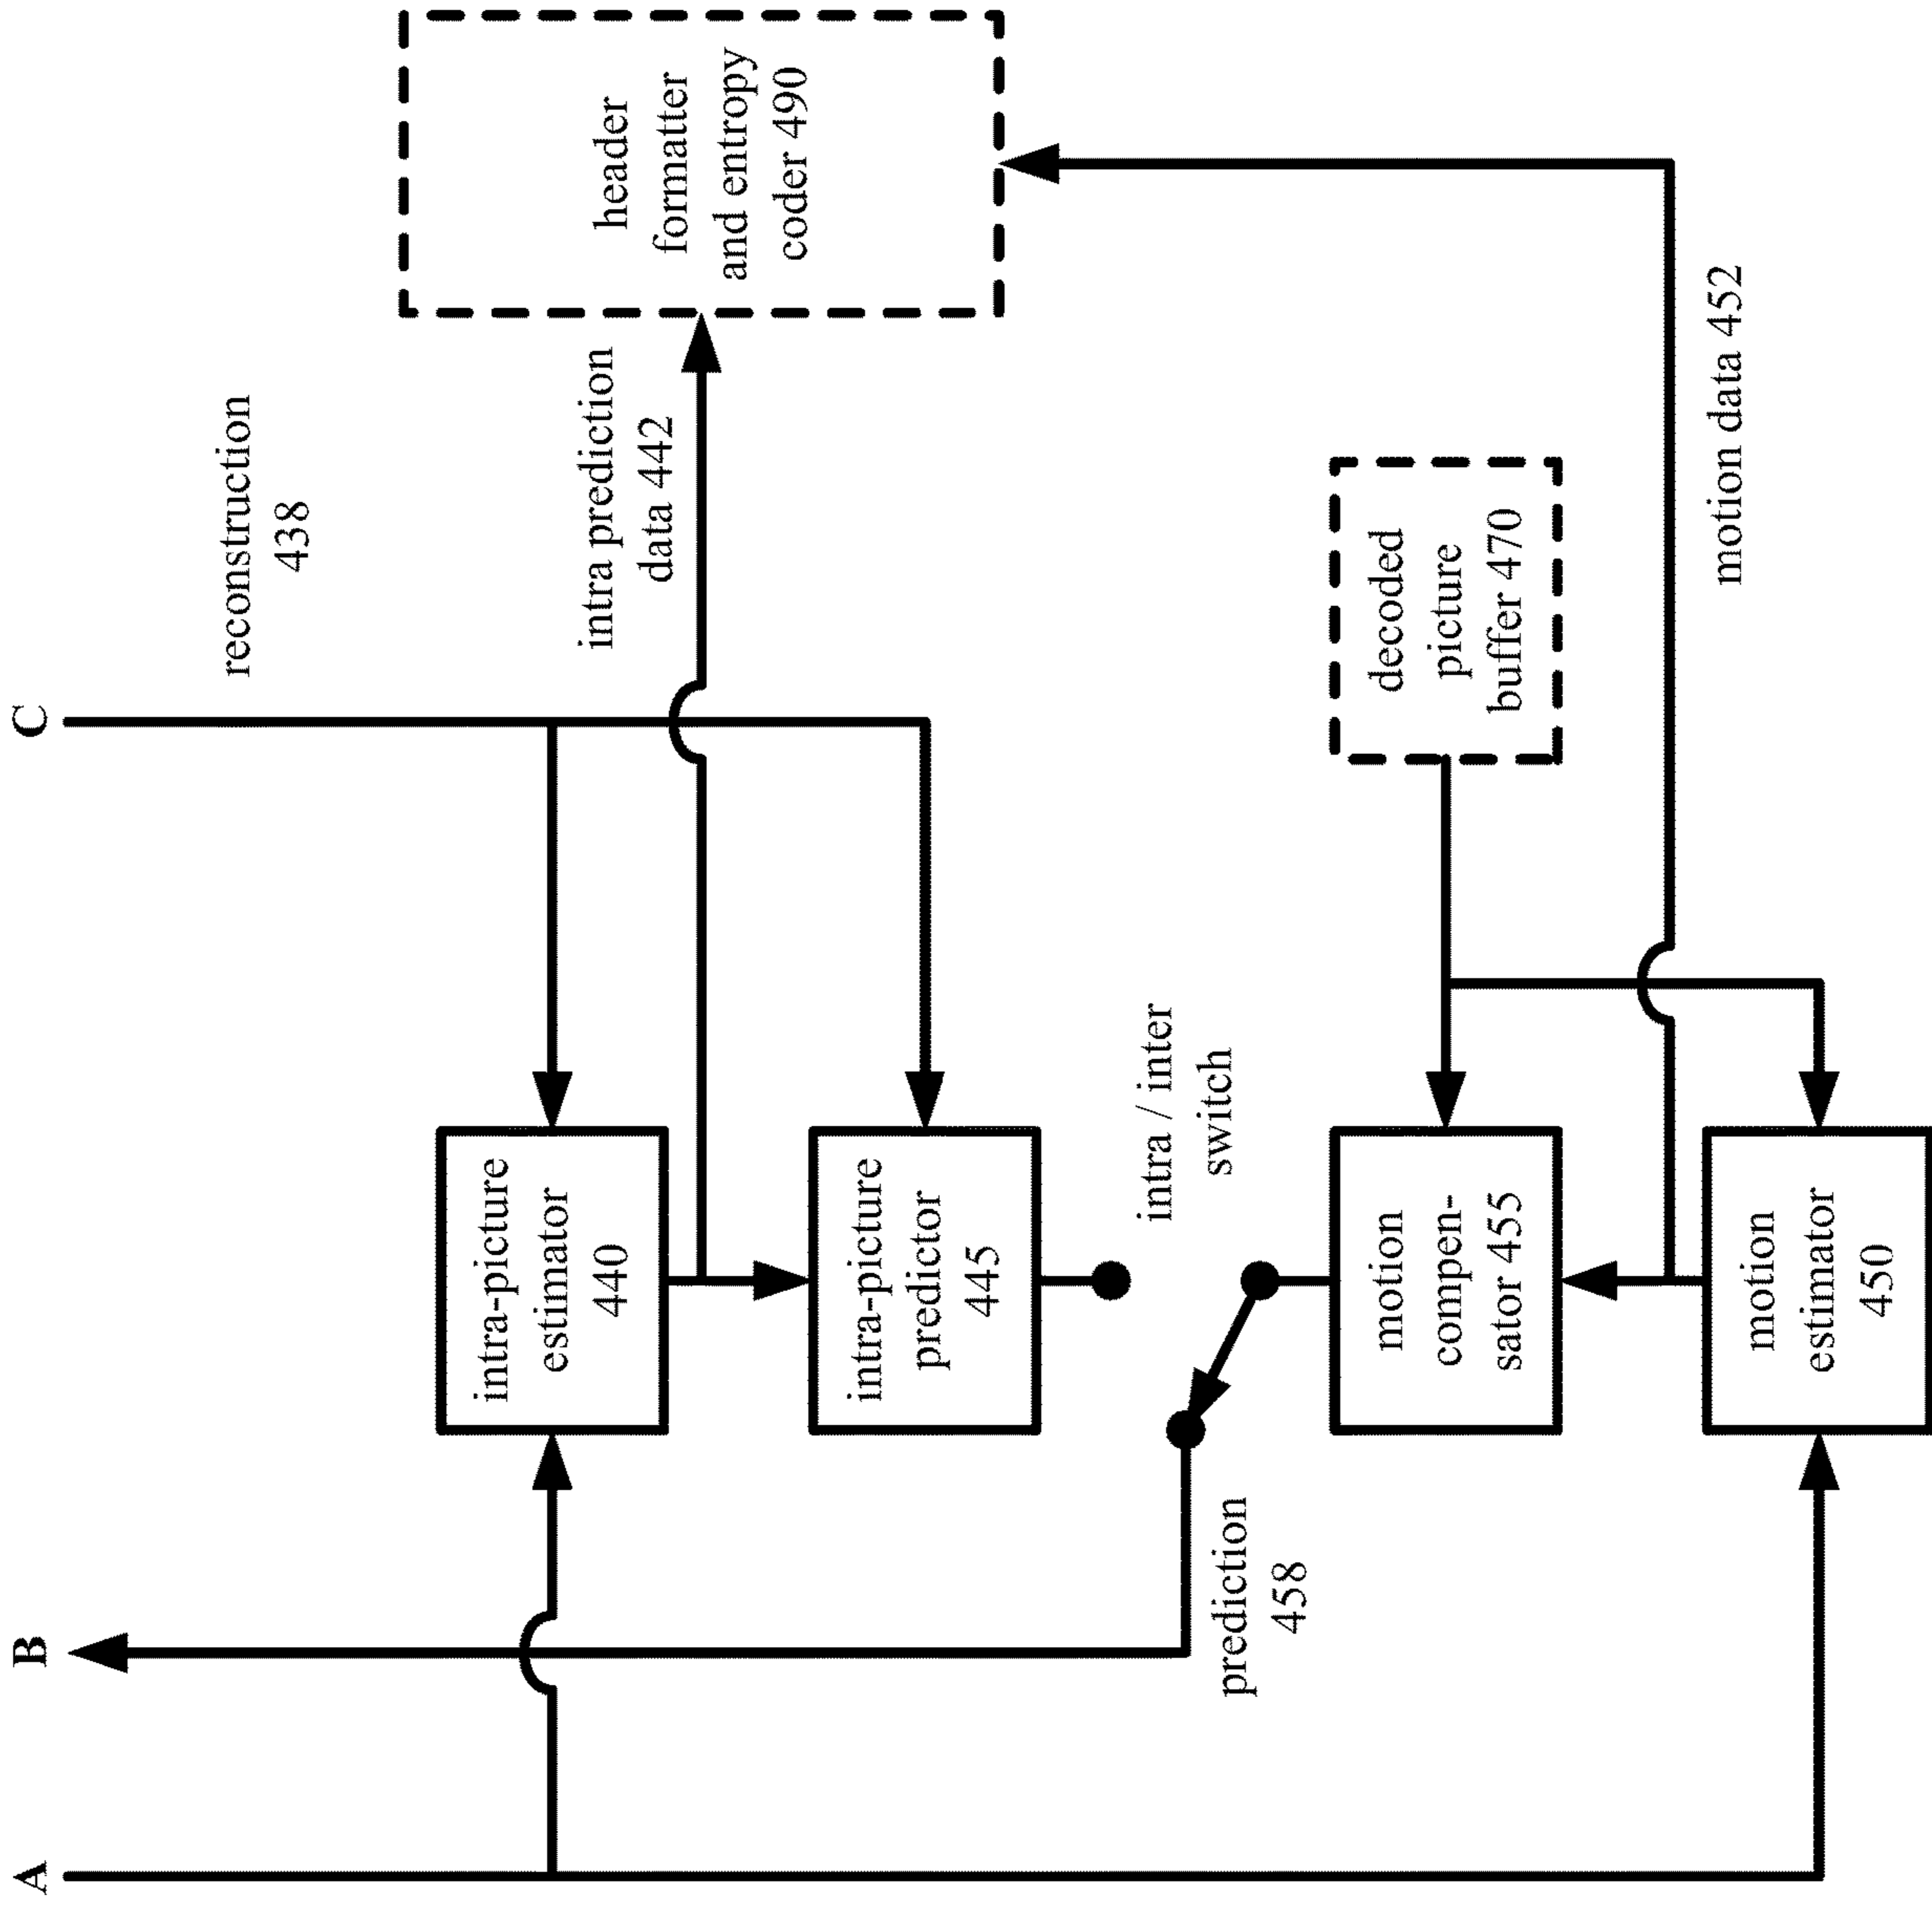 A
B
C
reconstruction
438
intra-picture
estimator
440
intra prediction
data 442
header
formatter
and entropy
coder 490
intra-picture
predictor
445
intra / inter
switch
prediction
458
motion
compen-
sator 455
decoded
picture
buffer 470
motion
estimator
450
motion data 452